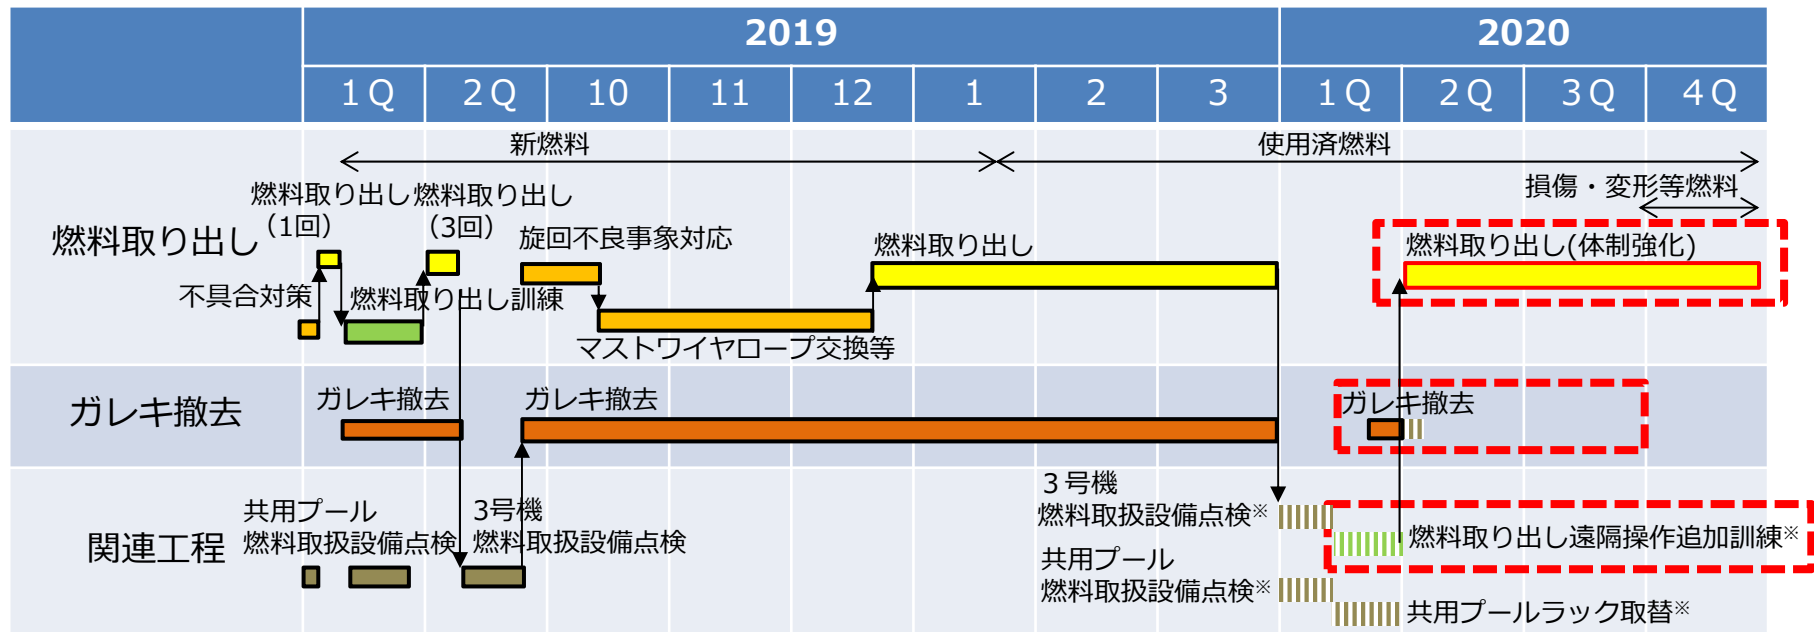 2019
2020
１Ｑ
２Ｑ
10
11
12
１
２
３
１Ｑ
２Ｑ
３Ｑ
４Ｑ
新燃料
使用済燃料
損傷・変形等燃料
燃料取り出し
燃料取り出し
（1回）
燃料取り出し
（3回）
旋回不良事象対応
燃料取り出し
燃料取り出し(体制強化)
不具合対策
燃料取り出し訓練
マストワイヤロープ交換等
ガレキ撤去
ガレキ撤去
ガレキ撤去
ガレキ撤去
関連工程
共用プール
燃料取扱設備点検
3号機
燃料取扱設備点検
３号機
燃料取扱設備点検※
燃料取り出し遠隔操作追加訓練※
共用プール
燃料取扱設備点検※
共用プールラック取替※